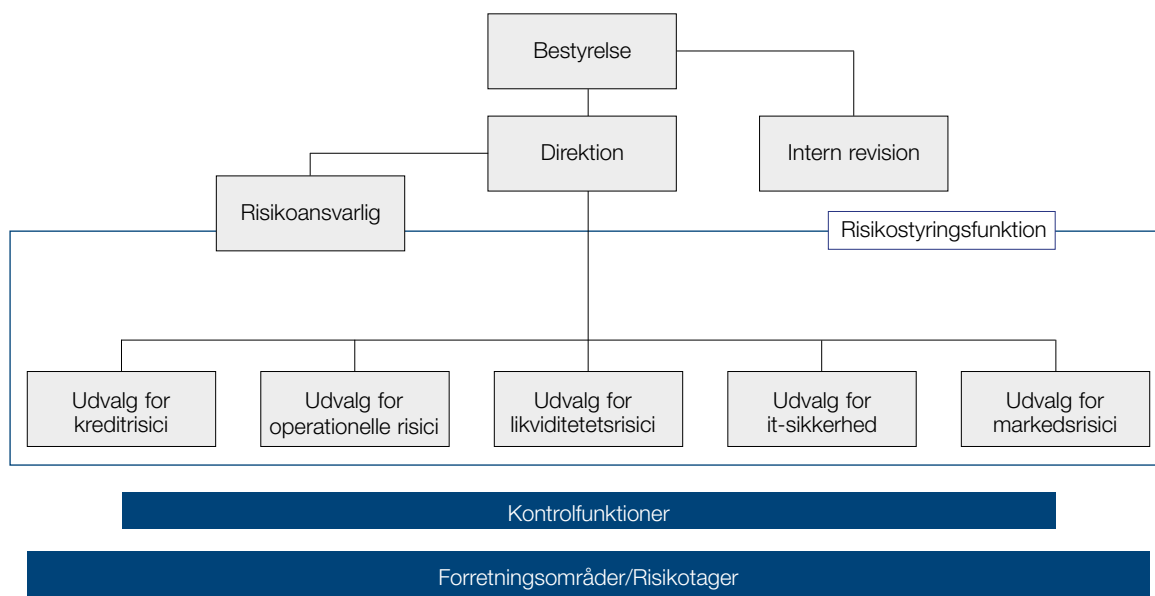 Bestyrelse
Direktion
Intern revision
Risikoansvarlig
Risikostyringsfunktion
Udvalg for
kreditrisici
Udvalg for
operationelle risici
Udvalg for
likviditetetsrisici
Udvalg for
it-sikkerhed
Udvalg for
markedsrisici
Kontrolfunktioner
Forretningsområder/Risikotager